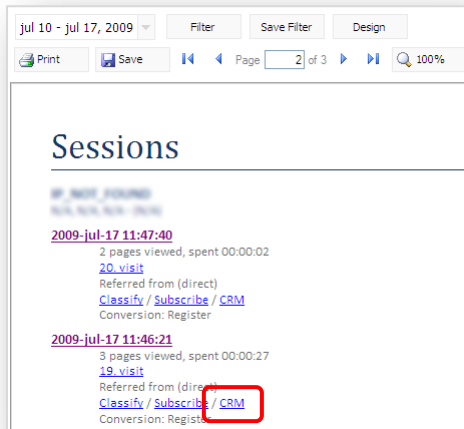 jul 10 - jul 17, 2009 Filter Save Filter Design
Print Save Page 2 of 3 100%
Sessions
2009-jul-17 11:47:40
2 pages viewed, spent 00:00:02
20. visit
Referred from (direct)
Classify / Subscribe / CRM
Conversion: Register
2009-jul-17 11:46:21
3 pages viewed, spent 00:00:27
19. visit
Referred from (direct)
Classify / Subscribe / CRM
Conversion: Register